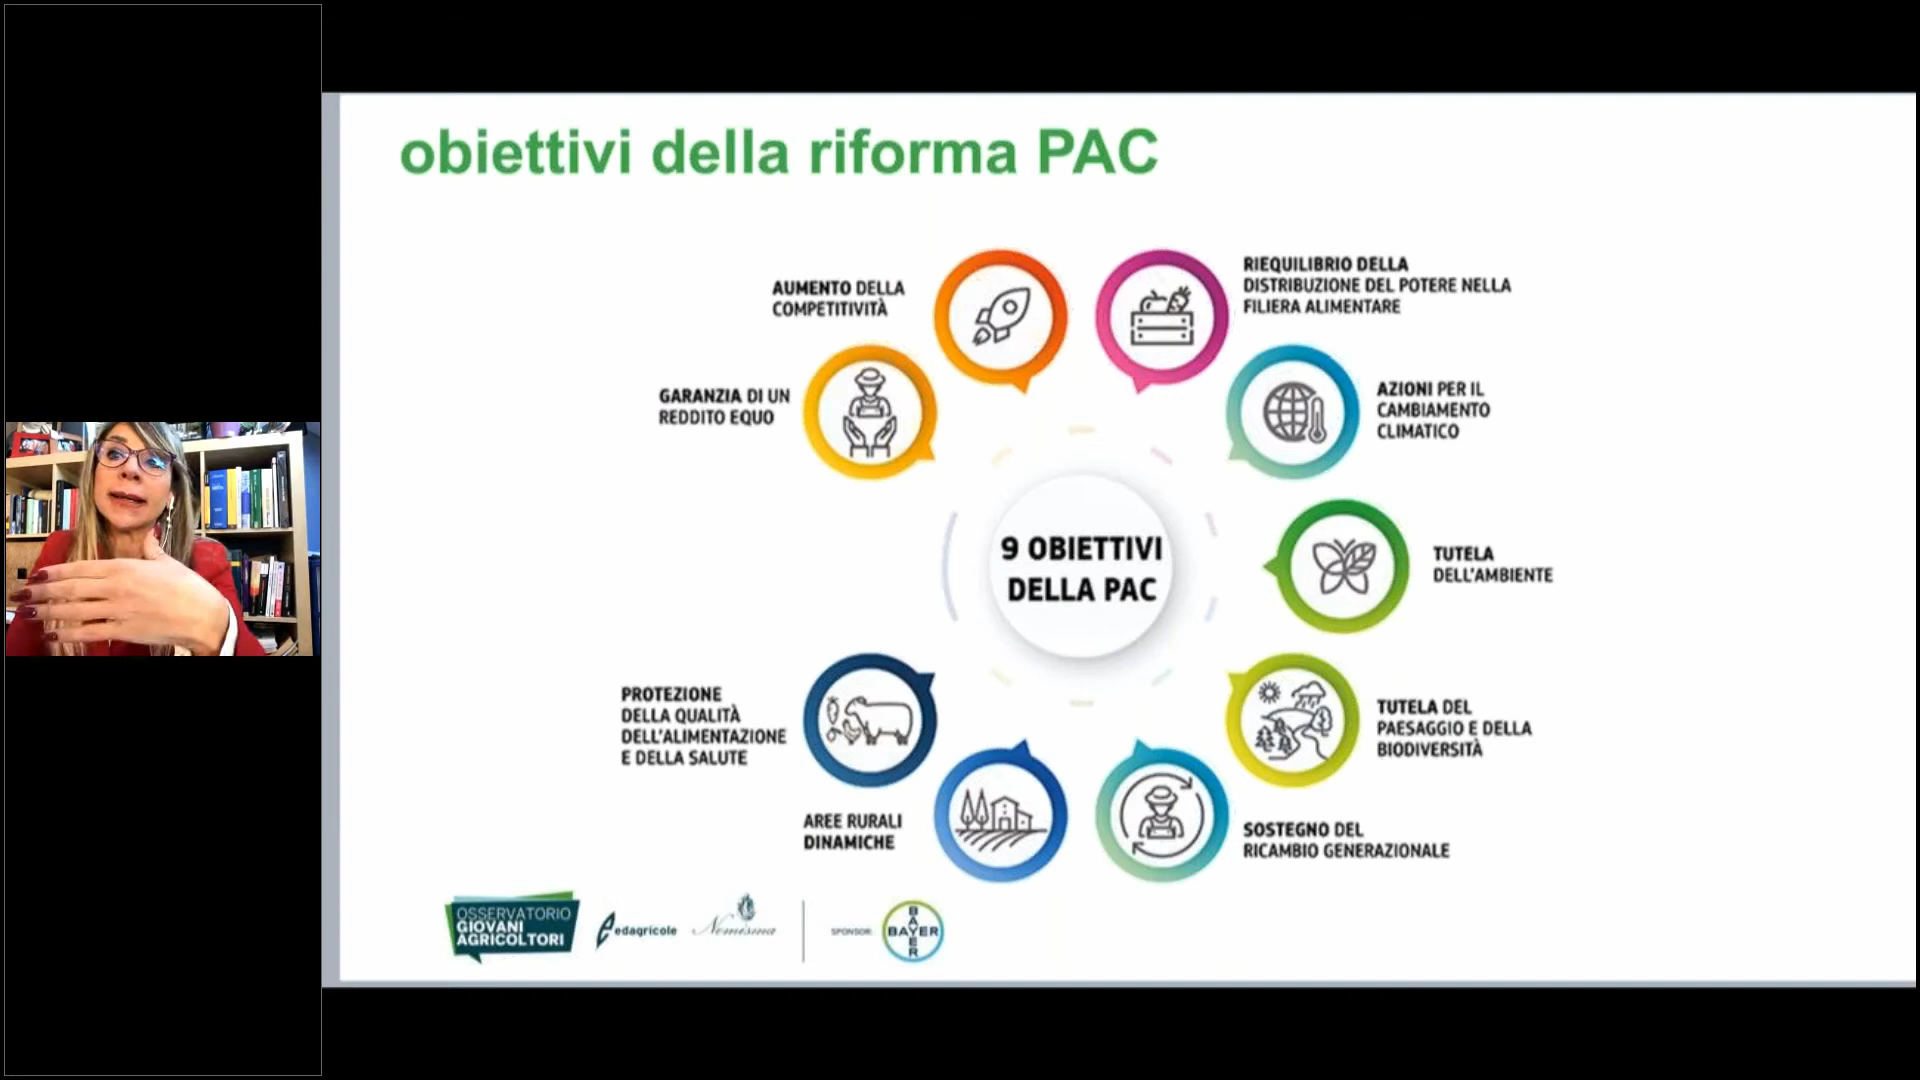 obiettivi della riforma PAC
AUMENTO DELLA
COMPETITIVITÀ
RIEQUILIBRIO DELLA
DISTRIBUZIONE DEL POTERE NELLA
FILIERA ALIMENTARE
GARANZIA DI UN
REDDITO EQUO
AZIONI PER IL
CAMBIAMENTO
CLIMATICO
9 OBIETTIVI
DELLA PAC
TUTELA
DELL'AMBIENTE
PROTEZIONE
DELLA QUALITÀ
DELL'ALIMENTAZIONE
E DELLA SALUTE
TUTELA DEL
PAESAGGIO E DELLA
BIODIVERSITÀ
AREE RURALI
DINAMICHE
SOSTEGNO DEL
RICAMBIO GENERAZIONALE
OSSERVATORIO
GIOVANI
AGRICOLTORI
edagricole
Nomisma
SPONSOR:
BAYER
BAYER